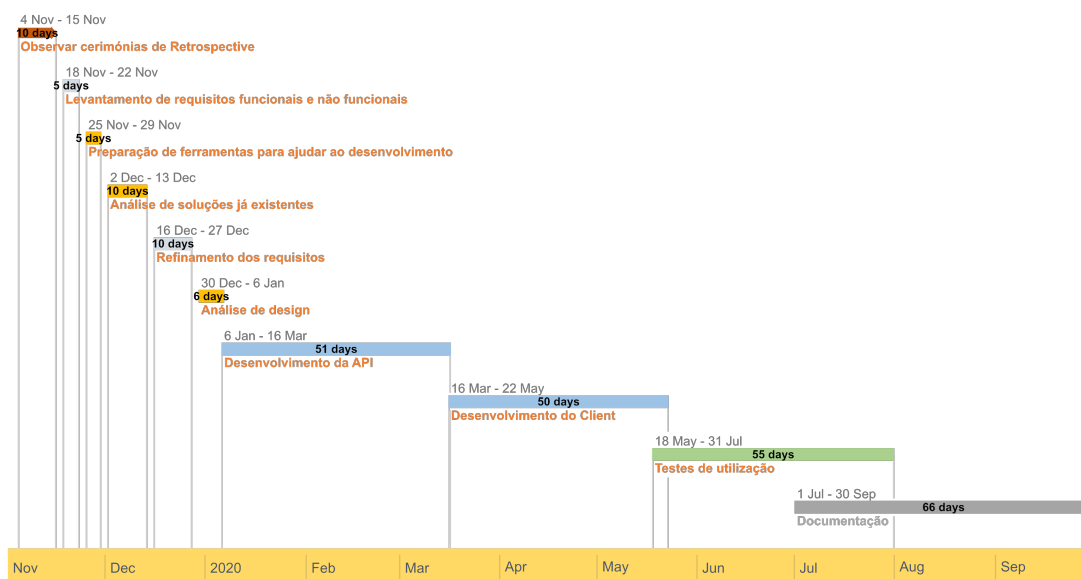 4 Nov - 15 Nov
10 days
Observar cerimónias de Retrospective
18 Nov - 22 Nov
5 days
Levantamento de requisitos funcionais e não funcionais
25 Nov - 29 Nov
5 days
Preparação de ferramentas para ajudar ao desenvolvimento
2 Dec - 13 Dec
10 days
Análise de soluções já existentes
16 Dec - 27 Dec
10 days
Refinamento dos requisitos
30 Dec - 6 Jan
6 days
Análise de design
6 Jan - 16 Mar
51 days
Desenvolvimento da API
16 Mar - 22 May
50 days
Desenvolvimento do Client
18 May - 31 Jul
55 days
Testes de utilização
1 Jul - 30 Sep
66 days
Documentação
Nov Dec 2020 Feb Mar Apr May Jun Jul Aug Sep